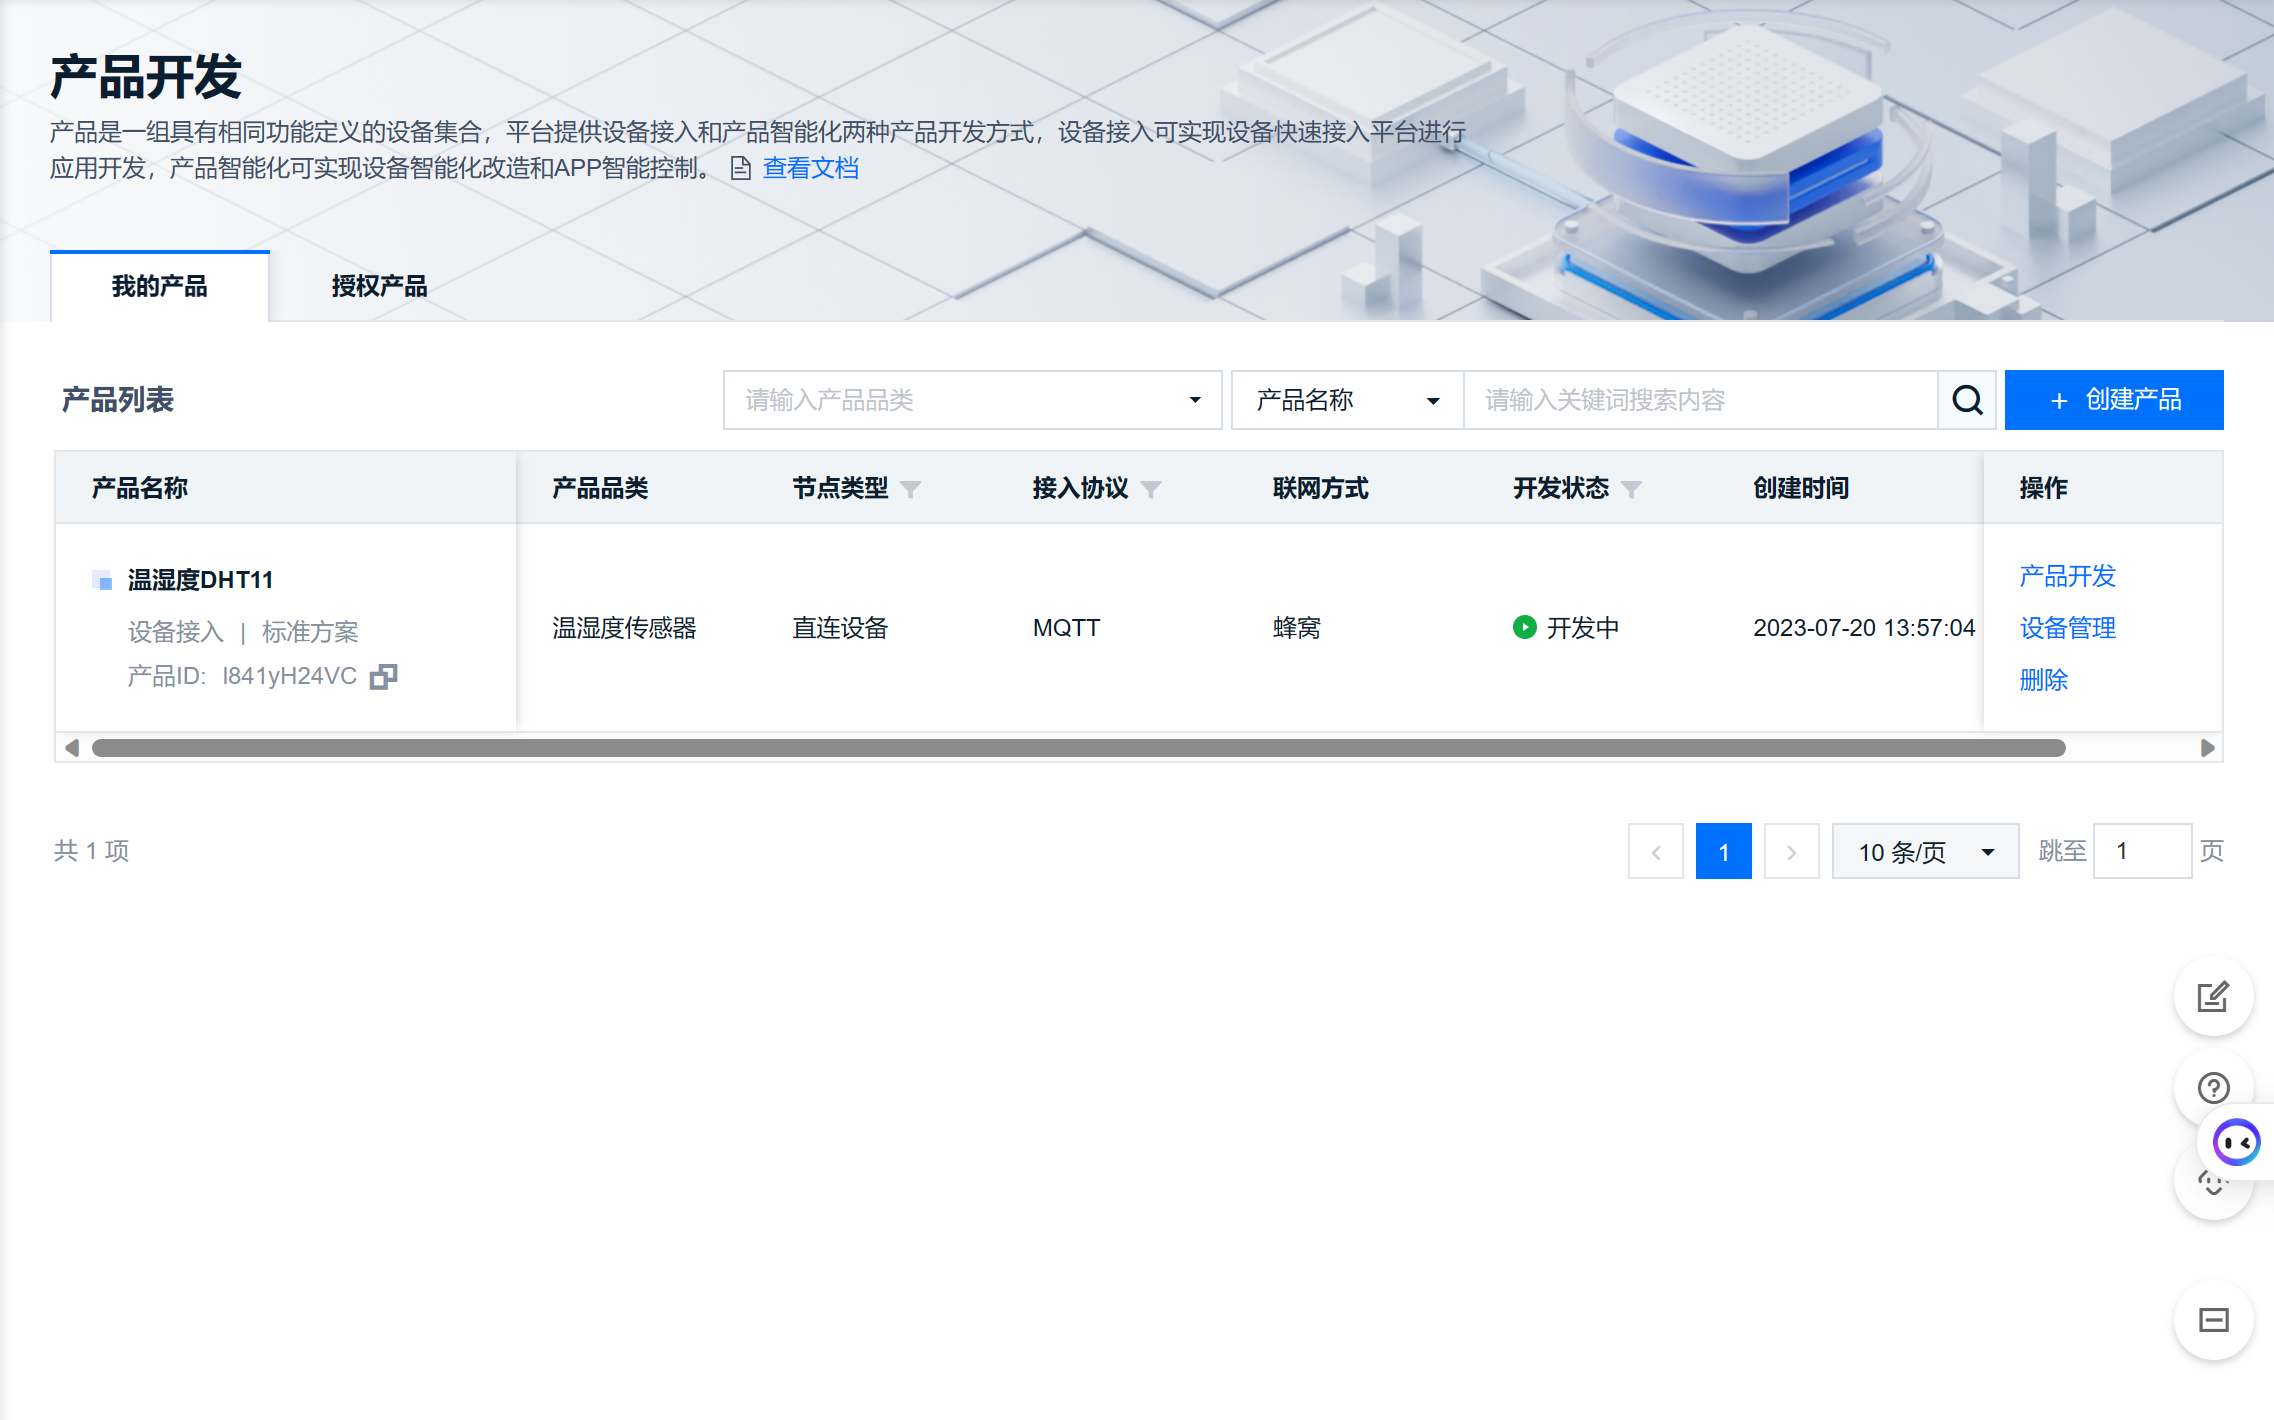 产品开发
产品是一组具有相同功能定义的设备集合，平台提供设备接入和产品智能化两种产品开发方式，设备接入可实现设备快速接入平台进行
应用开发，产品智能化可实现设备智能化改造和APP智能控制。 查看文档
我的产品 授权产品
产品列表 请输入产品品类 产品名称 请输入关键词搜索内容 + 创建产品
产品名称 产品品类 节点类型 接入协议 联网方式 开发状态 创建时间 操作
温湿度DHT11
设备接入 | 标准方案
产品ID: I841yH24VC
温湿度传感器 直连设备 MQTT 蜂窝 开发中 2023-07-20 13:57:04
产品开发
设备管理
删除
共 1 项 1 10 条/页 跳至 1 页